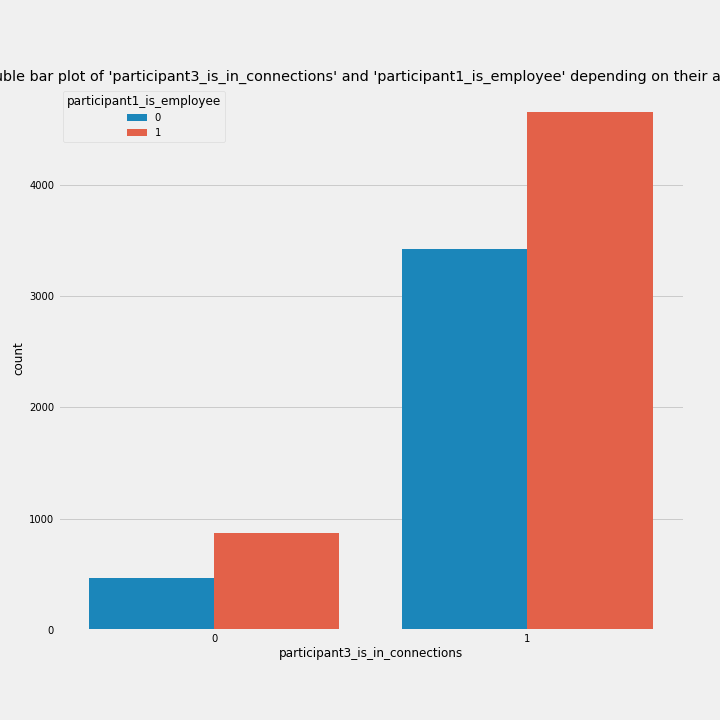 uble bar plot of 'participant3_is_in_connections' and 'participant1_is_employee' depending on their a
participant1_is_employee
0
1
4000
3000
2000
1000
0
count
0 1
participant3_is_in_connections